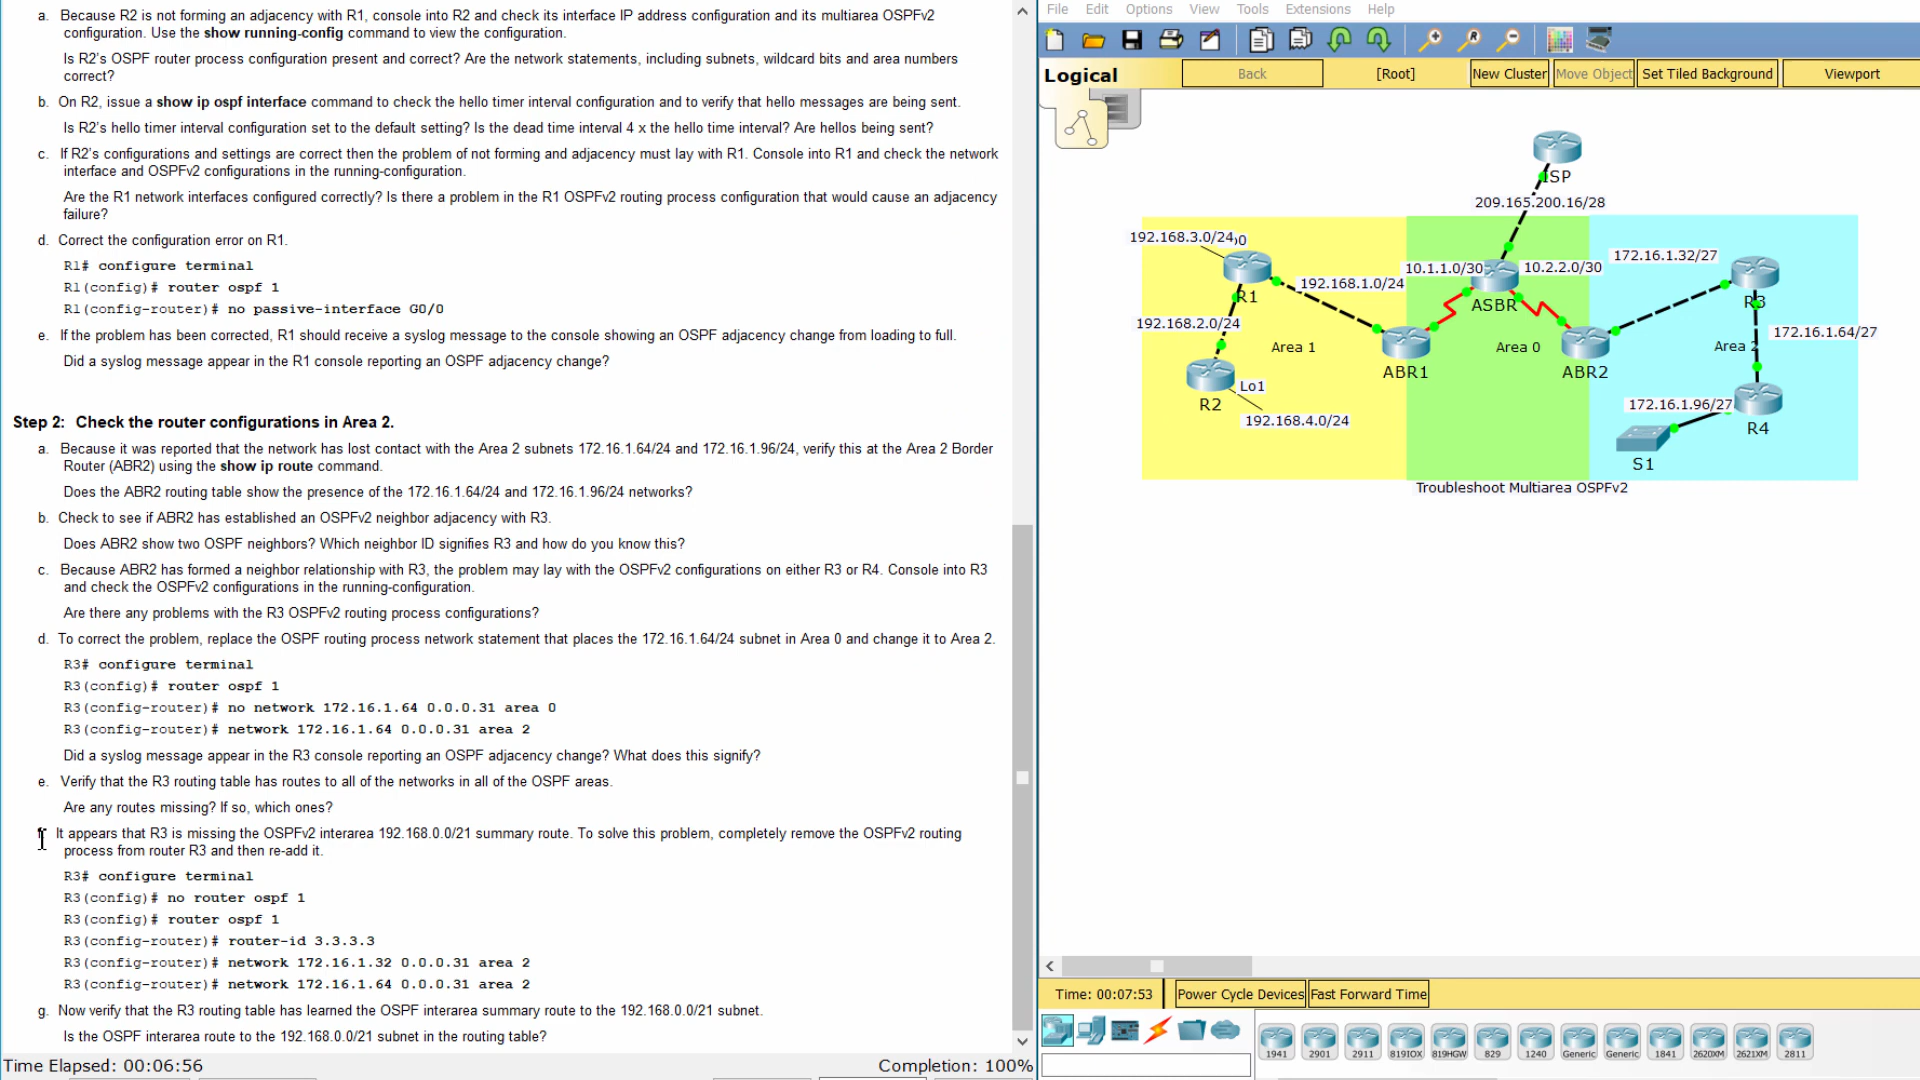 a. Because R2 is not forming an adjacency with R1, console into R2 and check its interface IP address configuration and its multiarea OSPFv2
configuration. Use the show running-config command to view the configuration.
Is R2's OSPF router process configuration present and correct? Are the network statements, including subnets, wildcard bits and area numbers
correct?
b. On R2, issue a show ip ospf interface command to check the hello timer interval configuration and to verify that hello messages are being sent.
Is R2's hello timer interval configuration set to the default setting? Is the dead time interval 4 x the hello time interval? Are hellos being sent?
c. If R2's configurations and settings are correct then the problem of not forming and adjacency must lay with R1. Console into R1 and check the network
interface and OSPFv2 configurations in the running-configuration.
Are the R1 network interfaces configured correctly? Is there a problem in the R1 OSPFv2 routing process configuration that would cause an adjacency
failure?
d. Correct the configuration error on R1.
R1# configure terminal
R1(config)# router ospf 1
R1(config-router)# no passive-interface G0/0
e. If the problem has been corrected, R1 should receive a syslog message to the console showing an OSPF adjacency change from loading to full.
Did a syslog message appear in the R1 console reporting an OSPF adjacency change?
Step 2: Check the router configurations in Area 2.
a. Because it was reported that the network has lost contact with the Area 2 subnets 172.16.1.64/24 and 172.16.1.96/24, verify this at the Area 2 Border
Router (ABR2) using the show ip route command.
Does the ABR2 routing table show the presence of the 172.16.1.64/24 and 172.16.1.96/24 networks?
b. Check to see if ABR2 has established an OSPFv2 neighbor adjacency with R3.
Does ABR2 show two OSPF neighbors? Which neighbor ID signifies R3 and how do you know this?
c. Because ABR2 has formed a neighbor relationship with R3, the problem may lay with the OSPFv2 configurations on either R3 or R4. Console into R3
and check the OSPFv2 configurations in the running-configuration.
Are there any problems with the R3 OSPFv2 routing process configurations?
d. To correct the problem, replace the OSPF routing process network statement that places the 172.16.1.64/24 subnet in Area 0 and change it to Area 2.
R3# configure terminal
R3(config)# router ospf 1
R3(config-router)# no network 172.16.1.64 0.0.0.31 area 0
R3(config-router)# network 172.16.1.64 0.0.0.31 area 2
Did a syslog message appear in the R3 console reporting an OSPF adjacency change? What does this signify?
e. Verify that the R3 routing table has routes to all of the networks in all of the OSPF areas.
Are any routes missing? If so, which ones?
It appears that R3 is missing the OSPFv2 interarea 192.168.0.0/21 summary route. To solve this problem, completely remove the OSPFv2 routing
process from router R3 and then re-add it.
R3# configure terminal
R3(config)# no router ospf 1
R3(config)# router ospf 1
R3(config-router)# router-id 3.3.3.3
R3(config-router)# network 172.16.1.32 0.0.0.31 area 2
R3(config-router)# network 172.16.1.64 0.0.0.31 area 2
g. Now verify that the R3 routing table has learned the OSPF interarea summary route to the 192.168.0.0/21 subnet.
Is the OSPF interarea route to the 192.168.0.0/21 subnet in the routing table?
Time Elapsed: 00:06:56 Completion: 100%
File Edit Options View Tools Extensions Help
Logical Back [Root] New Cluster Move Object Set Tiled Background Viewport
ISP
209.165.200.16/28
192.168.3.0/24
172.16.1.32/27
10.1.1.0/30 10.2.2.0/30
192.168.1.0/24
R1
R3
ASBR
192.168.2.0/24
172.16.1.64/27
Area 1
Area 0
Area 2
ABR1
ABR2
Lo1
R2
172.16.1.96/27
192.168.4.0/24
R4
S1
Troubleshoot Multiarea OSPFv2
Time: 00:07:53 Power Cycle Devices Fast Forward Time
1941 2901 2911 819IOX 819HGW 829 1240 Generic Generic 1841 2620XM 2621XM 2811